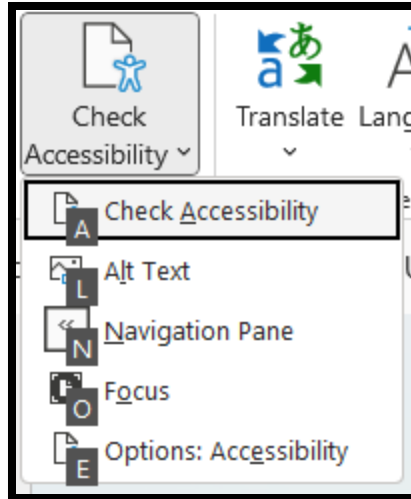 Check
Accessibility
Translate
Lang
A Check Accessibility
L Alt Text
N Navigation Pane
O Focus
E Options: Accessibility